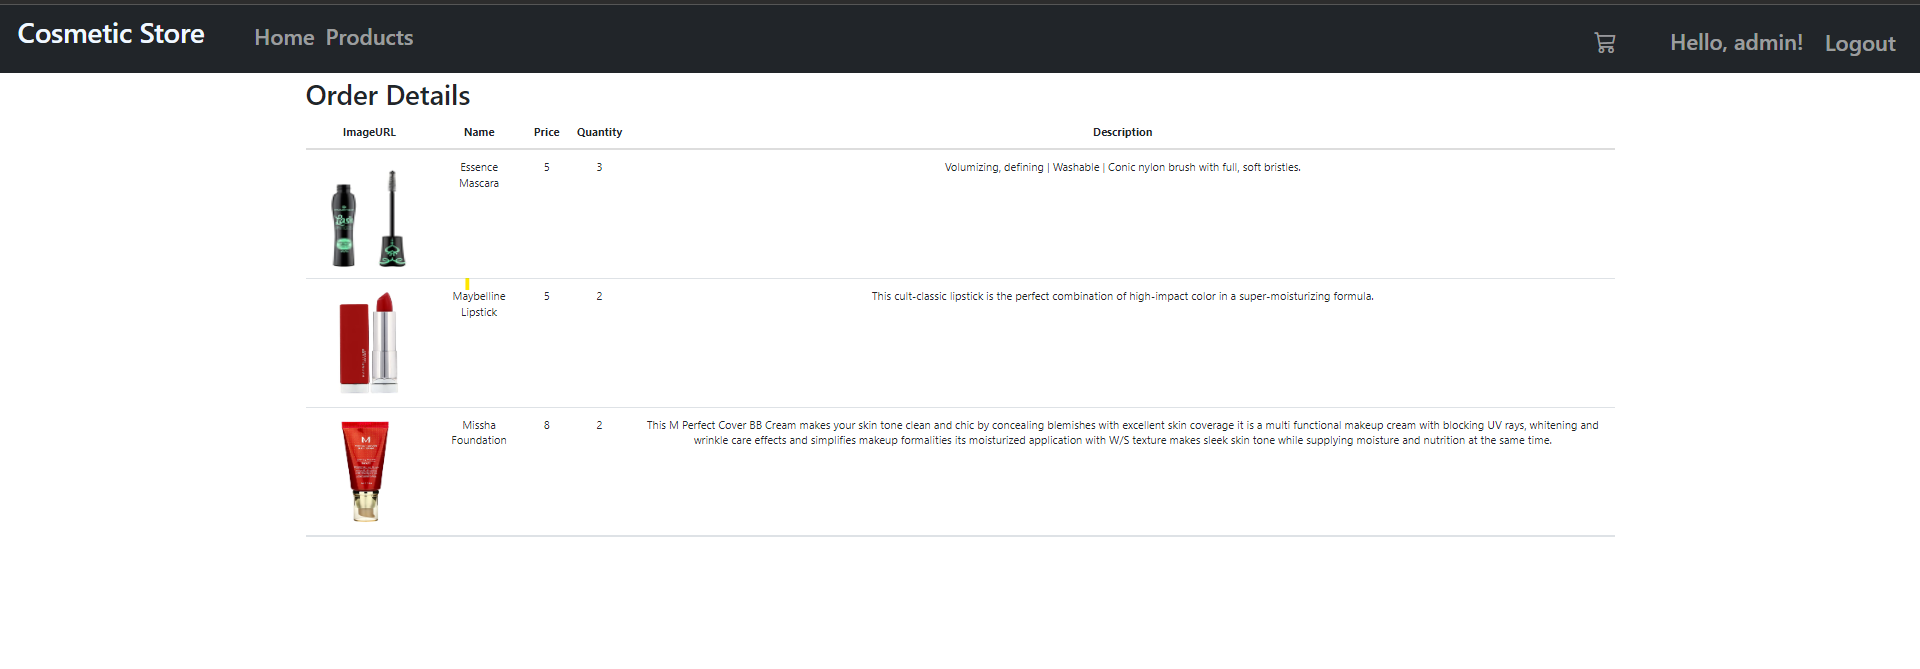 Cosmetic Store Home Products Hello, admin! Logout
Order Details
ImageURL Name Price Quantity Description
Essence 5 3 Volumizing, defining | Washable | Conic nylon brush with full, soft bristles.
Mascara
Maybelline 5 2 This cult-classic lipstick is the perfect combination of high-impact color in a super-moisturizing formula.
Lipstick
Missha 8 2 This M Perfect Cover BB Cream makes your skin tone clean and chic by concealing blemishes with excellent skin coverage it is a multi functional makeup cream with blocking UV rays, whitening and
Foundation wrinkle care effects and simplifies makeup formalities its moisturized application with W/S texture makes sleek skin tone while supplying moisture and nutrition at the same time.
M